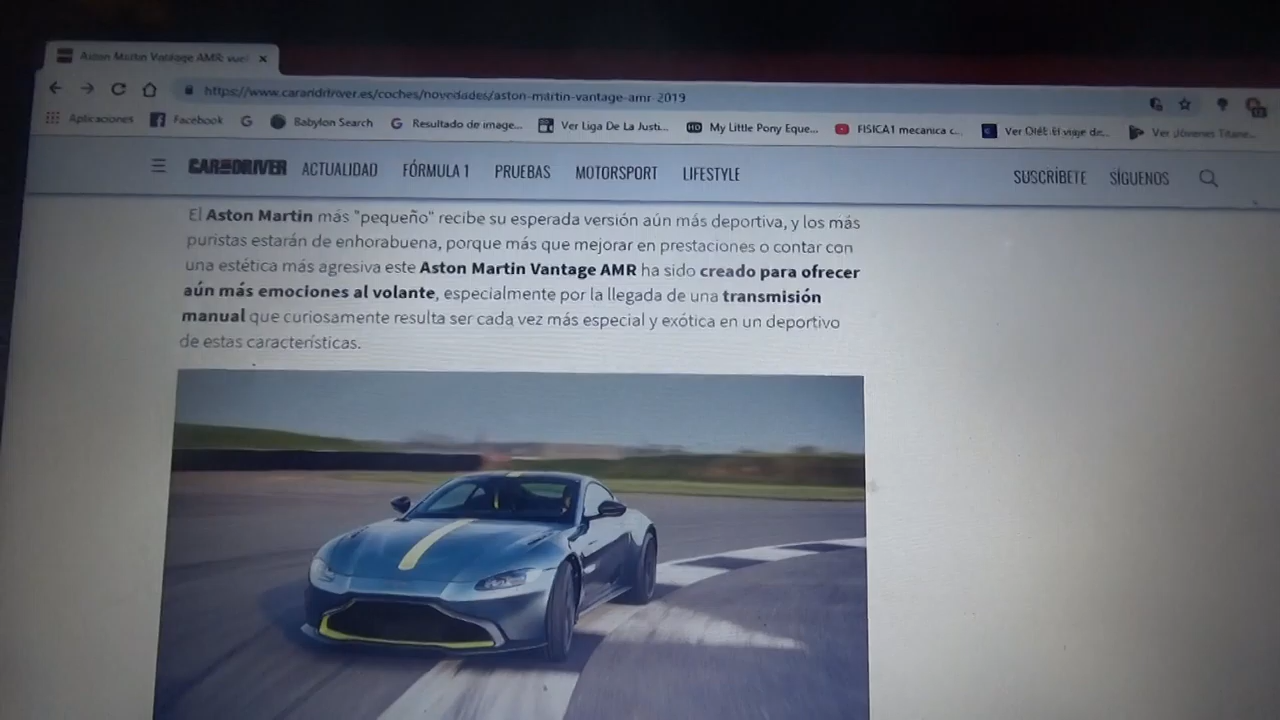 Aston Martin Vantage AMR: vuel
https://www.caranddriver.es/coches/novedades/aston-martin-vantage-amr-2019
Aplicaciones Facebook Babylon Search Resultado de image... Ver Liga De La Justi... My Little Pony Eque... FISICA1 mecanica c... Ver Olé! El viaje de... Ver Jóvenes Titane...
CAR AND DRIVER ACTUALIDAD FÓRMULA 1 PRUEBAS MOTORSPORT LIFESTYLE SUSCRÍBETE SÍGUENOS
El Aston Martin más "pequeño" recibe su esperada versión aún más deportiva, y los más
puristas estarán de enhorabuena, porque más que mejorar en prestaciones o contar con
una estética más agresiva este Aston Martin Vantage AMR ha sido creado para ofrecer
aún más emociones al volante, especialmente por la llegada de una transmisión
manual que curiosamente resulta ser cada vez más especial y exótica en un deportivo
de estas características.